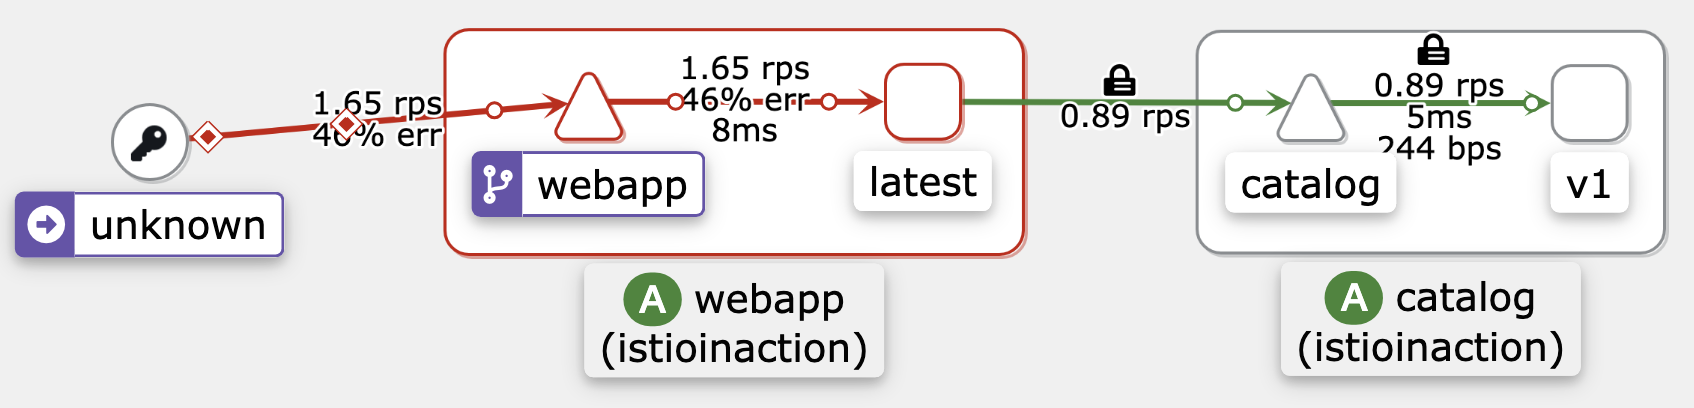 unknown
1.65 rps
46% err
webapp
1.65 rps
46% err
8ms
latest
A webapp
(istioinaction)
0.89 rps
catalog
0.89 rps
5ms
244 bps
v1
A catalog
(istioinaction)